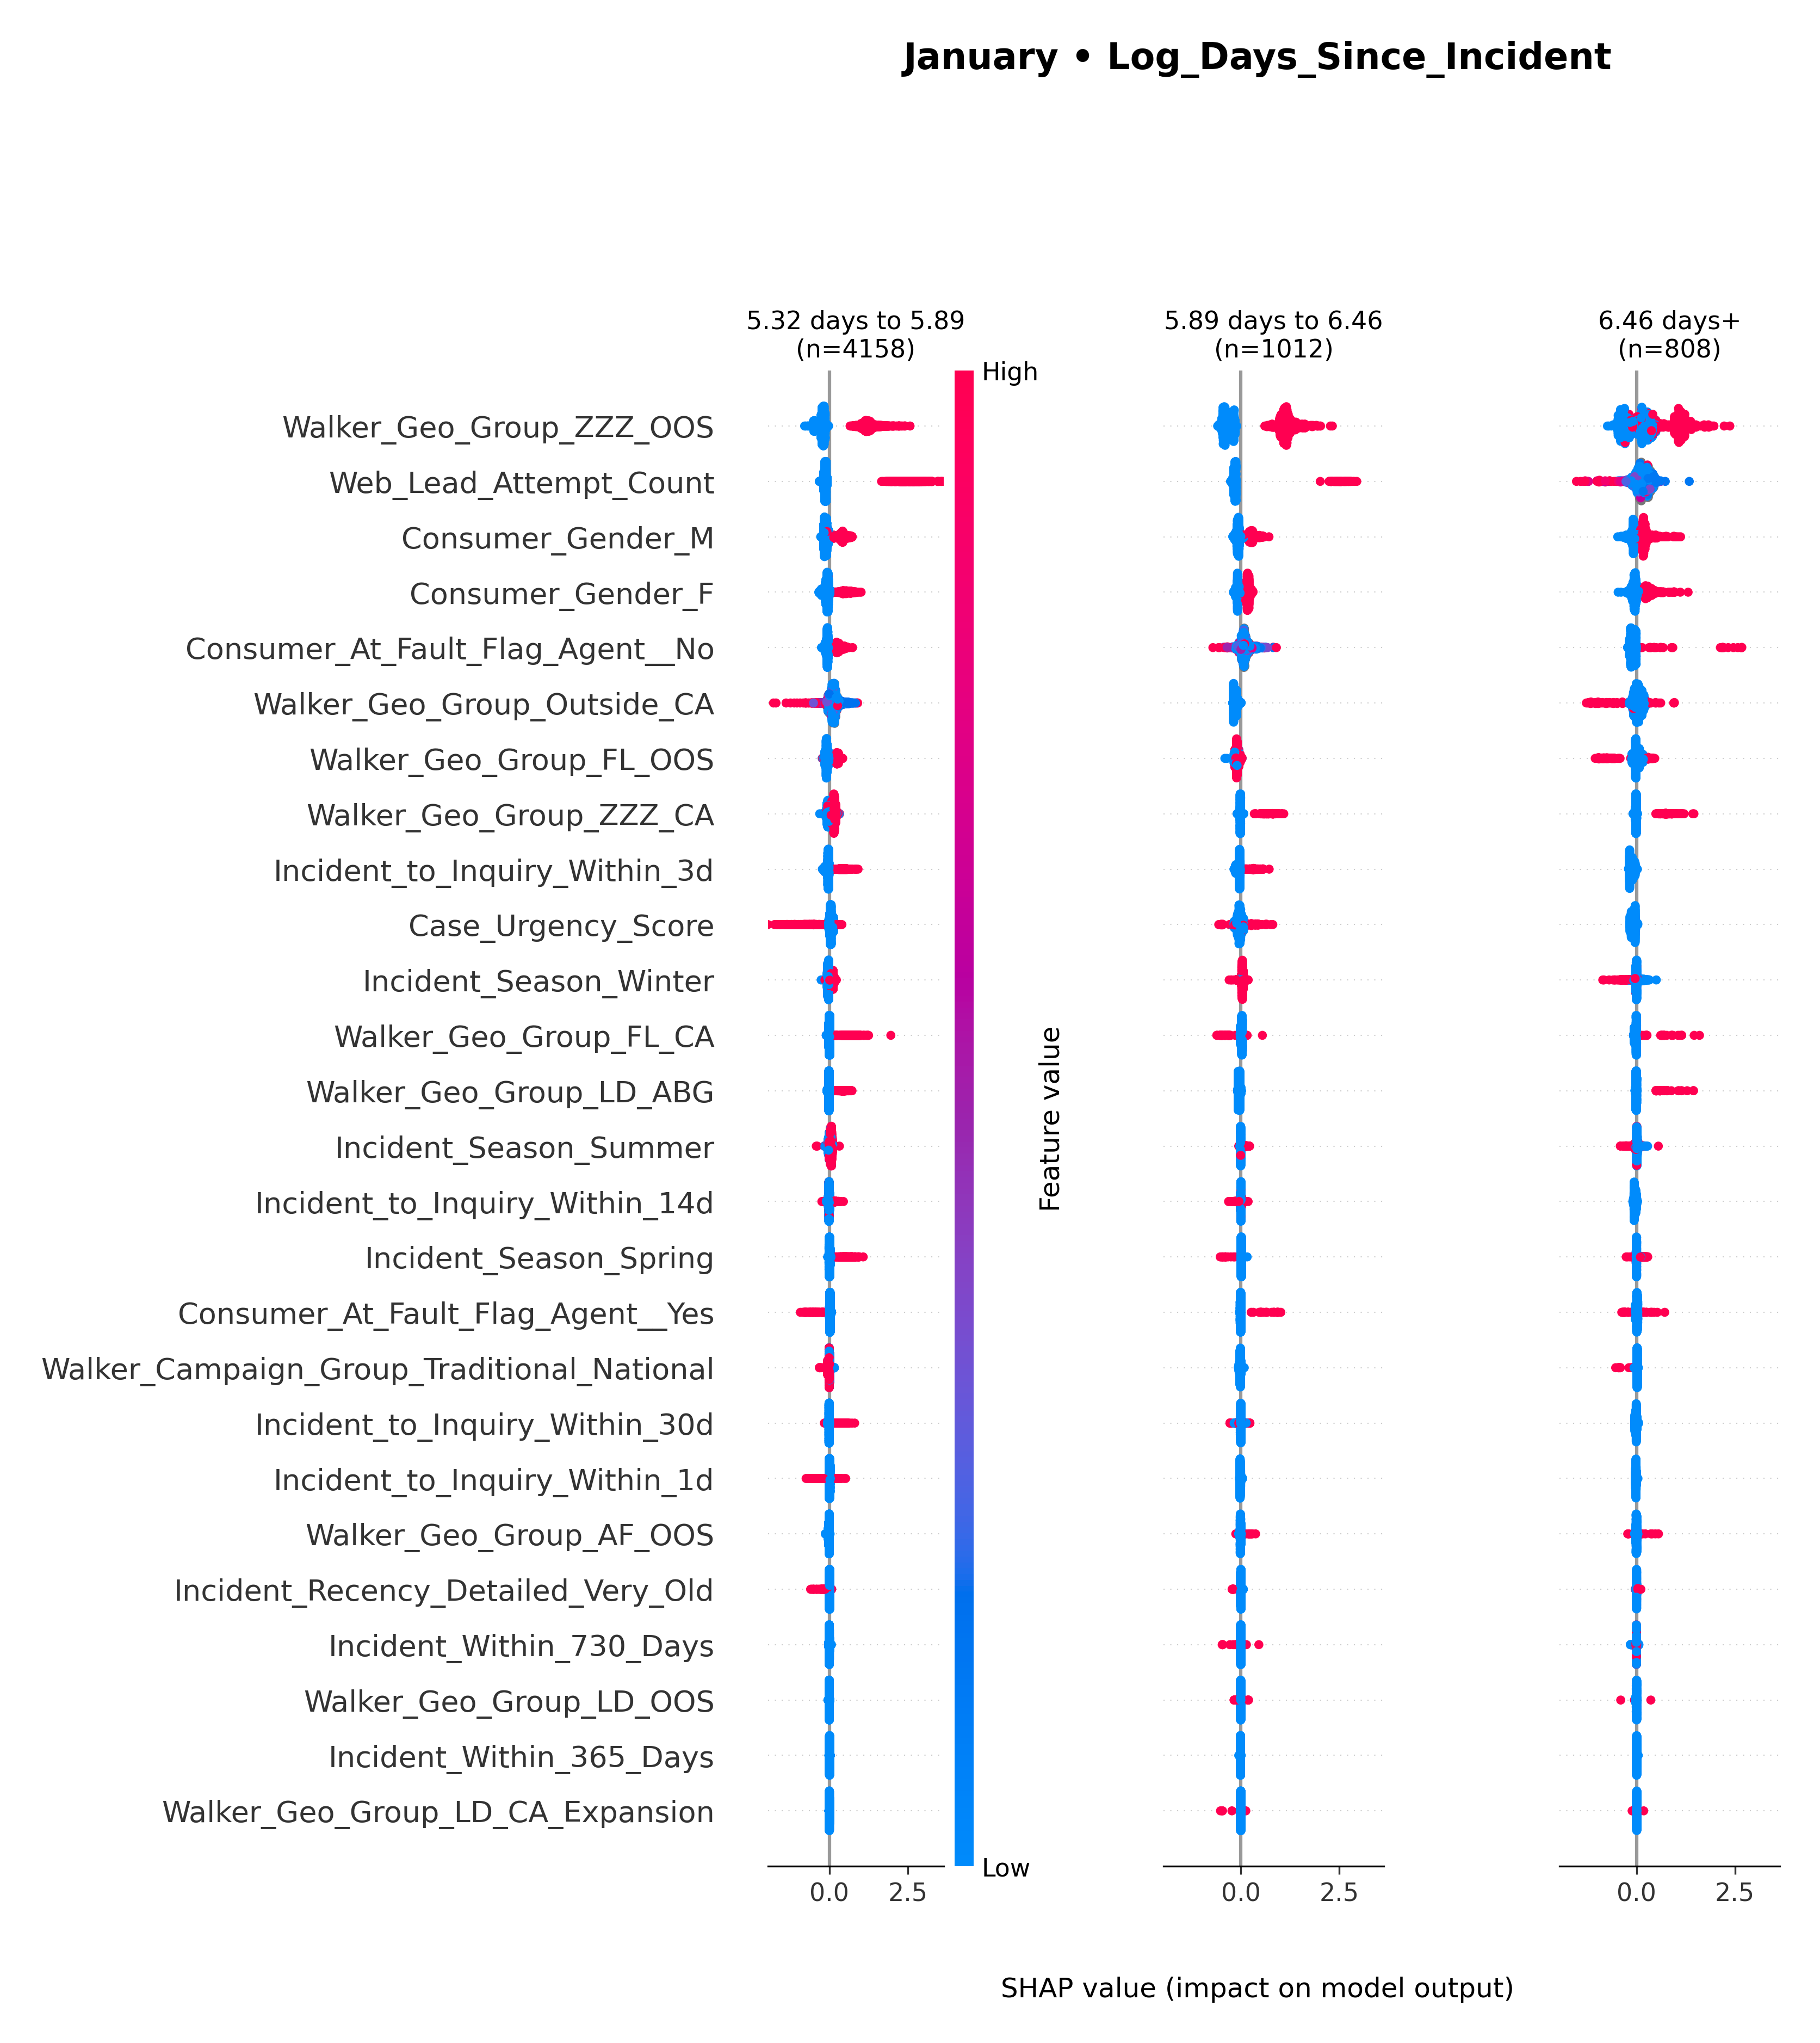 January • Log_Days_Since_Incident
5.32 days to 5.89
(n=4158)
5.89 days to 6.46
(n=1012)
6.46 days+
(n=808)
High
Walker_Geo_Group_ZZZ_OOS
Web_Lead_Attempt_Count
Consumer_Gender_M
Consumer_Gender_F
Consumer_At_Fault_Flag_Agent__No
Walker_Geo_Group_Outside_CA
Walker_Geo_Group_FL_OOS
Walker_Geo_Group_ZZZ_CA
Incident_to_Inquiry_Within_3d
Case_Urgency_Score
Incident_Season_Winter
Walker_Geo_Group_FL_CA
Walker_Geo_Group_LD_ABG
Incident_Season_Summer
Incident_to_Inquiry_Within_14d
Incident_Season_Spring
Consumer_At_Fault_Flag_Agent__Yes
Walker_Campaign_Group_Traditional_National
Incident_to_Inquiry_Within_30d
Incident_to_Inquiry_Within_1d
Walker_Geo_Group_AF_OOS
Incident_Recency_Detailed_Very_Old
Incident_Within_730_Days
Walker_Geo_Group_LD_OOS
Incident_Within_365_Days
Walker_Geo_Group_LD_CA_Expansion
Feature value
Low
0.0 2.5
0.0 2.5
0.0 2.5
SHAP value (impact on model output)